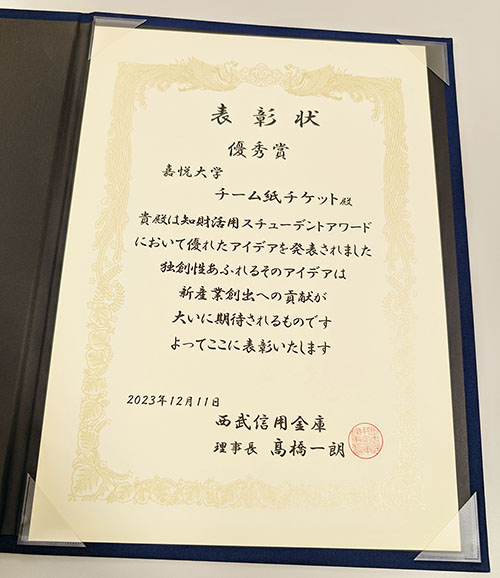 表彰状
優秀賞
嘉悦大学
チーム紙チケット殿
貴殿は知財活用スチューデントアワード
において優れたアイデアを発表されました
独創性あふれるそのアイデアは
新産業創出への貢献が
大いに期待されるものです
よってここに表彰いたします
2023年12月11日
西武信用金庫
理事長 髙橋一朗